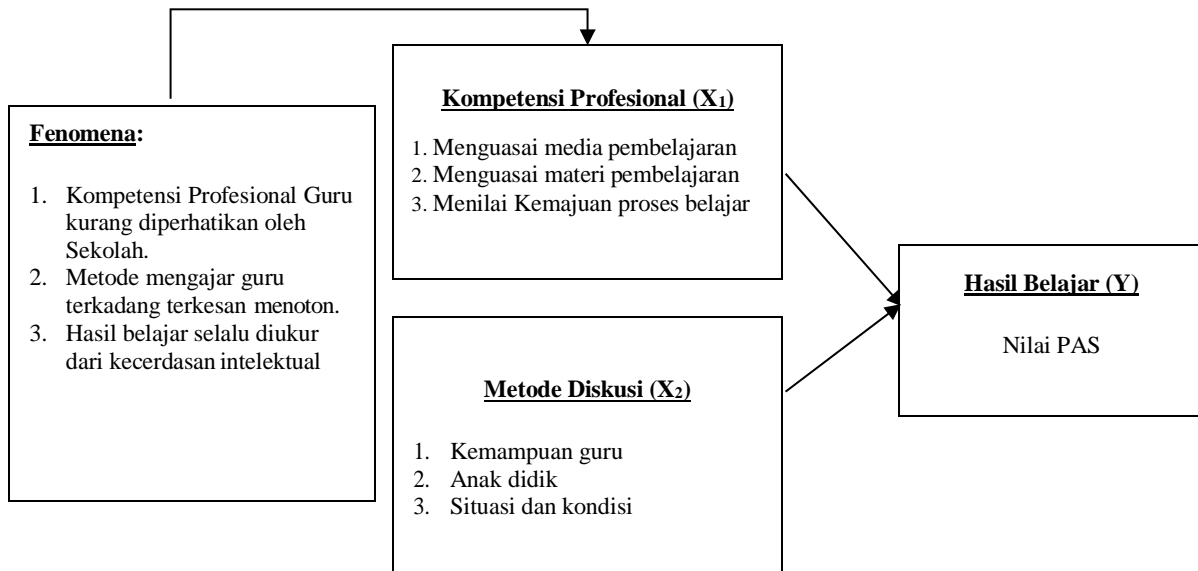 Fenomena:
1. Kompetensi Profesional Guru
kurang diperhatikan oleh
Sekolah.
2. Metode mengajar guru
terkadang terkesan menoton.
3. Hasil belajar selalu diukur
dari kecerdasan intelektual
Kompetensi Profesional (X₁)
1. Menguasai media pembelajaran
2. Menguasai materi pembelajaran
3. Menilai Kemajuan proses belajar
Metode Diskusi (X₂)
1. Kemampuan guru
2. Anak didik
3. Situasi dan kondisi
Hasil Belajar (Y)
Nilai PAS